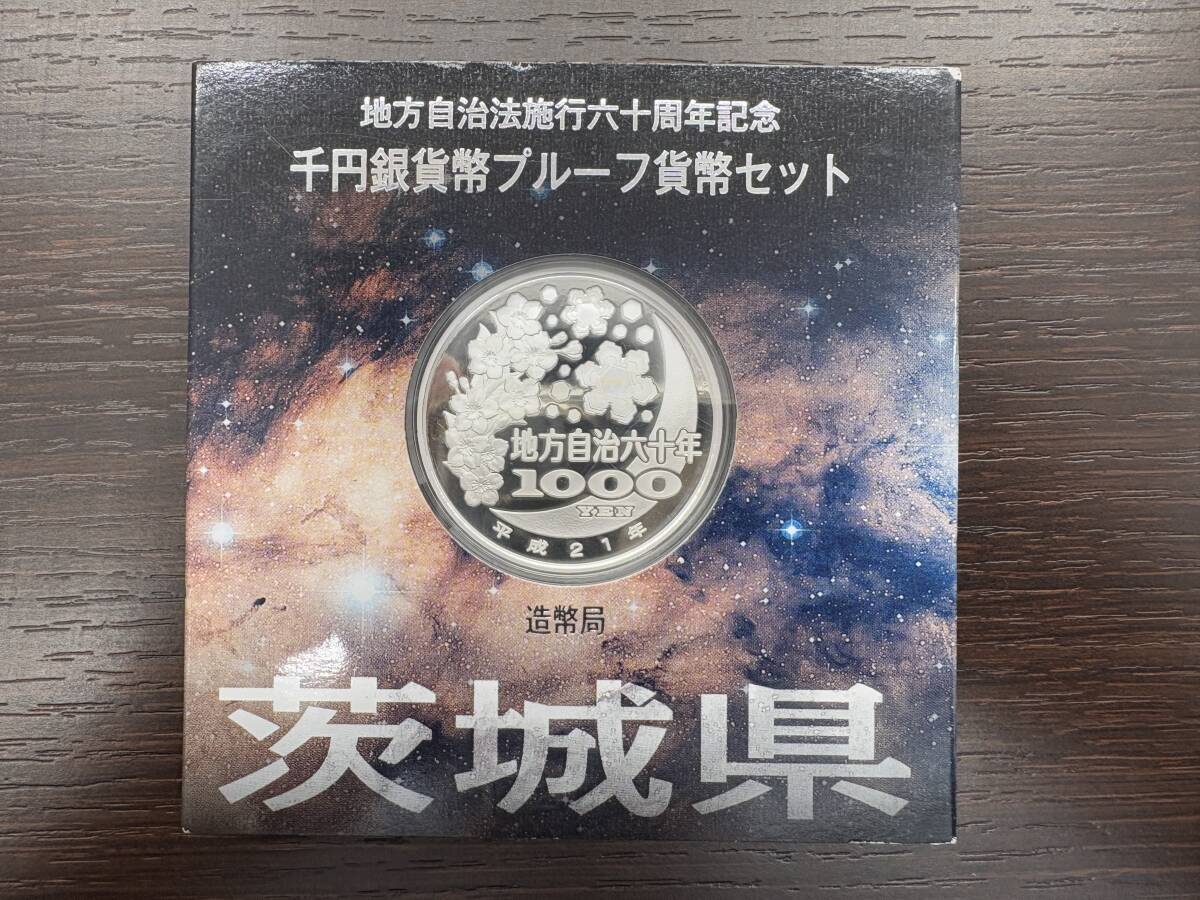 地方自治法施行六十周年記念
千円銀貨幣プルーフ貨幣セット
地方自治六十年
1000
YEN
平成21年
造幣局
茨城県